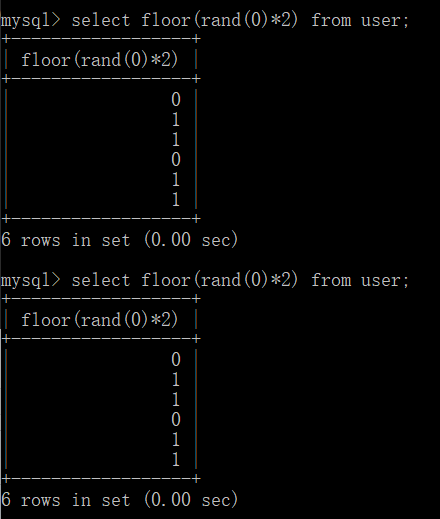 mysql> select floor(rand(0)*2) from user;
+------------------+
| floor(rand(0)*2) |
+------------------+
|                0 |
|                1 |
|                1 |
|                0 |
|                1 |
|                1 |
+------------------+
6 rows in set (0.00 sec)

mysql> select floor(rand(0)*2) from user;
+------------------+
| floor(rand(0)*2) |
+------------------+
|                0 |
|                1 |
|                1 |
|                0 |
|                1 |
|                1 |
+------------------+
6 rows in set (0.00 sec)